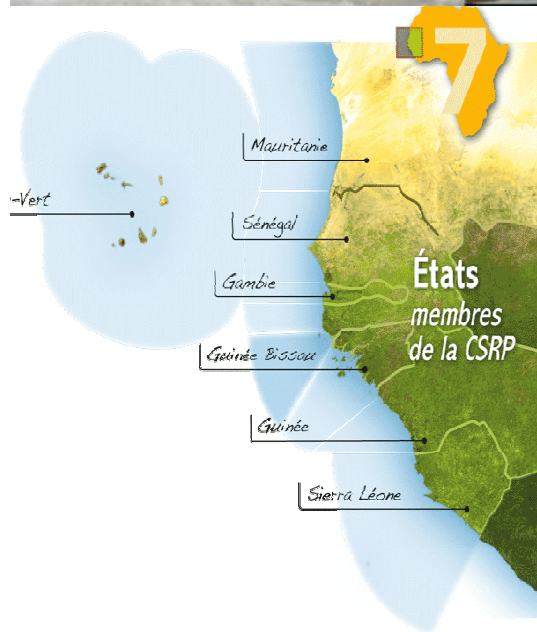 7
Mauritanie
-Vert
Sénégal
Gambie
États
membres
de la CSRP
Guinée Bissau
Guinée
Sierra Léone